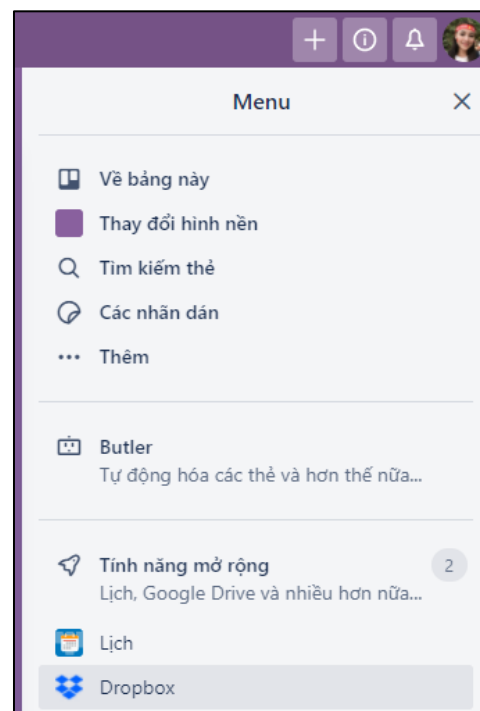 Menu
Về bảng này
Thay đổi hình nền
Tìm kiếm thẻ
Các nhãn dán
Thêm
Butler
Tự động hóa các thẻ và hơn thế nữa...
Tính năng mở rộng
2
Lịch, Google Drive và nhiều hơn nữa...
Lịch
Dropbox